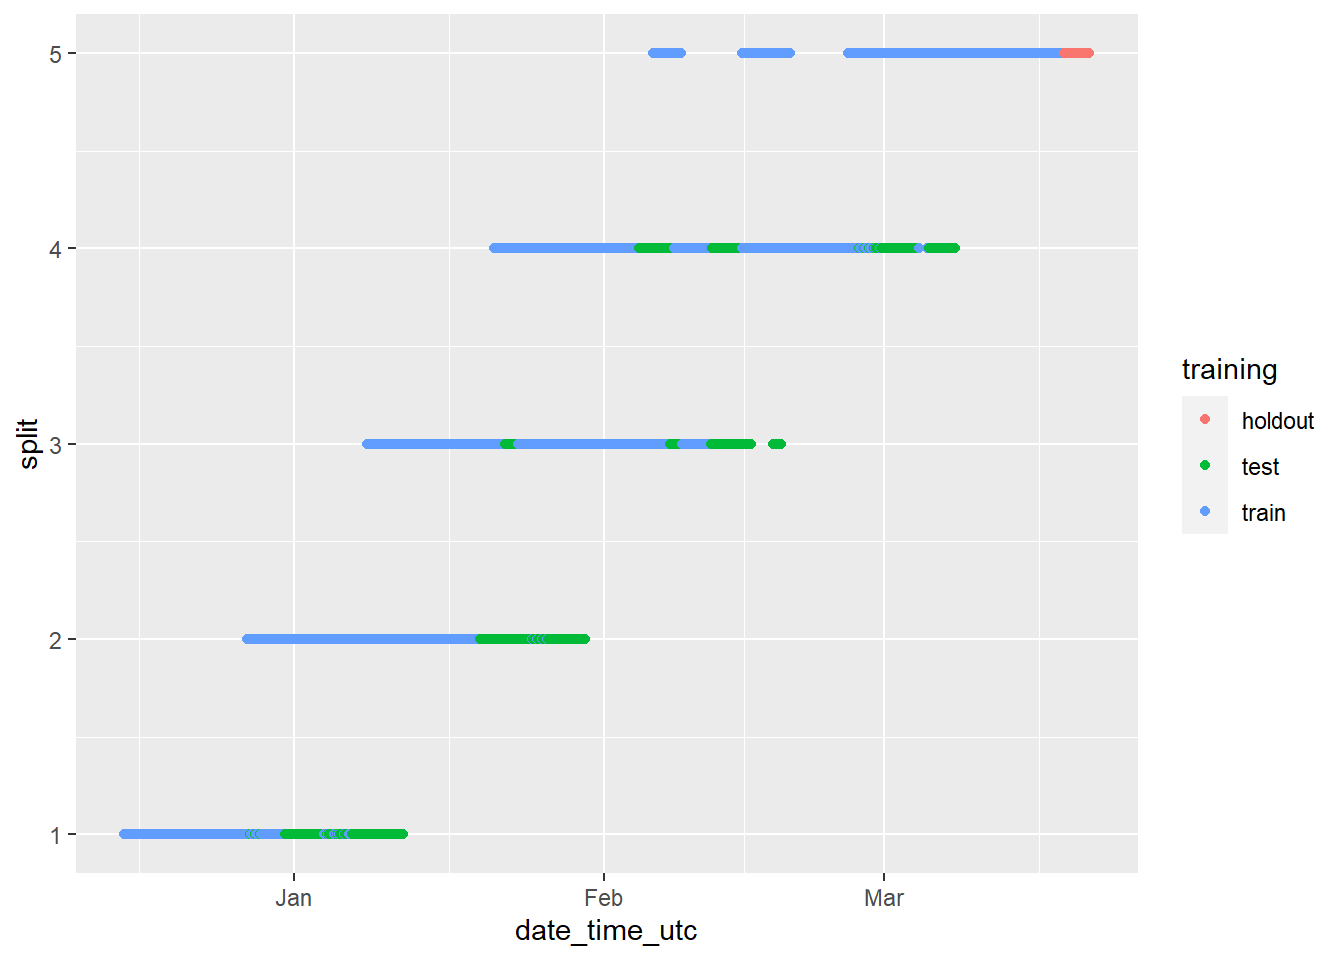 5
4
3
2
1
split
Jan
Feb
Mar
date_time_utc
training
holdout
test
train